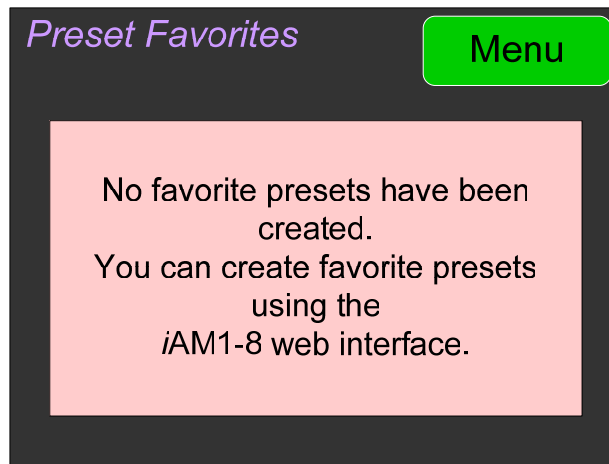 Preset Favorites
Menu
No favorite presets have been
created.
You can create favorite presets
using the
iAM1-8 web interface.